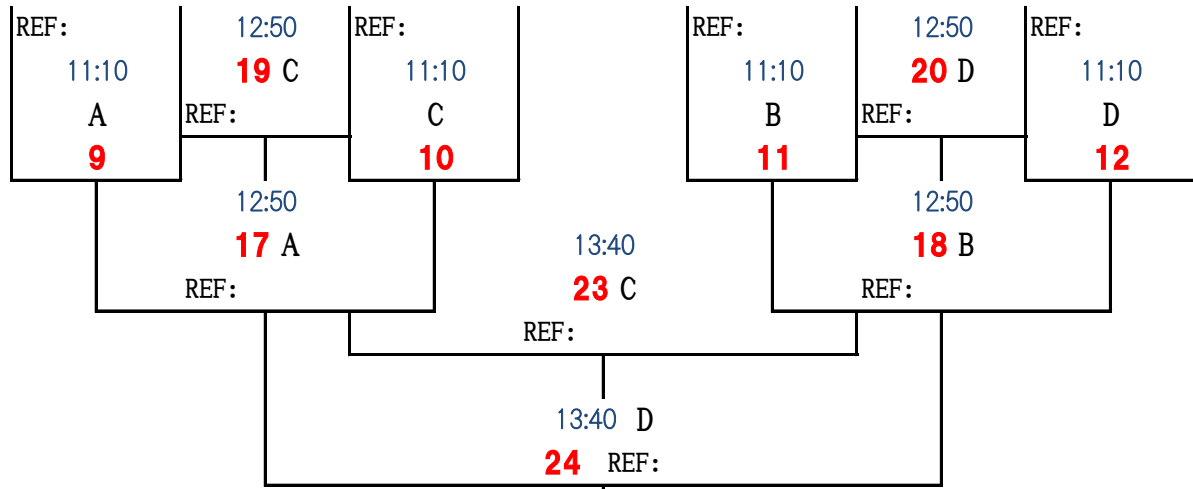 REF: 12:50 REF: REF: 12:50 REF:
11:10 19 C 11:10 11:10 20 D 11:10
A REF: C B REF: D
9 10 11 12
12:50 12:50
17 A 13:40 18 B
REF: 23 C REF:
REF:
13:40 D
24 REF: